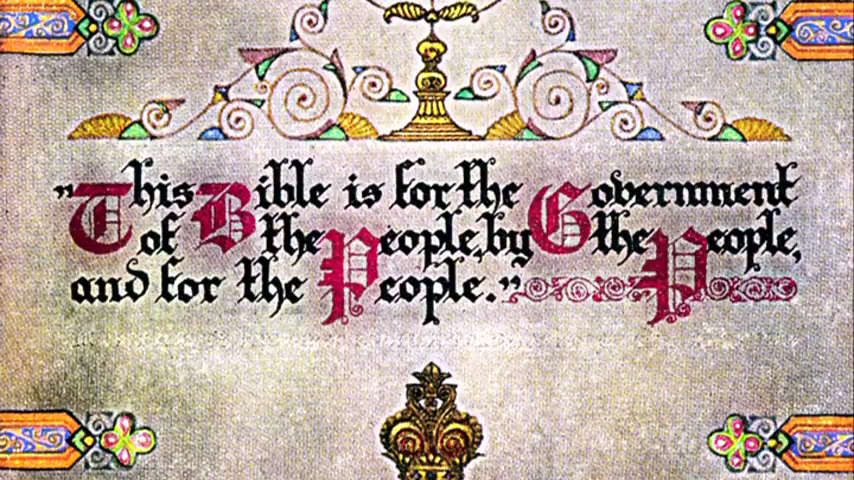 "This Bible is for the Government
of the People, by the People,
and for the People."